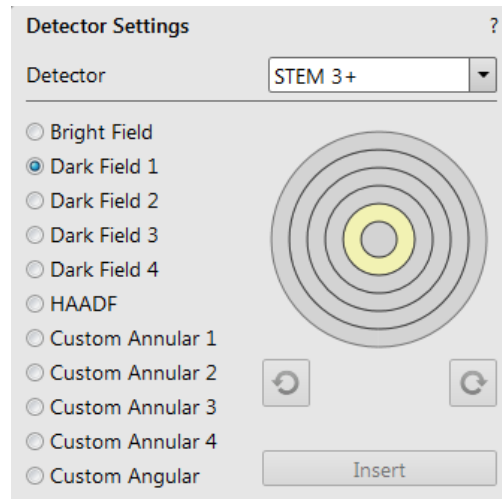 Detector Settings ?
Detector STEM 3+
Bright Field
Dark Field 1
Dark Field 2
Dark Field 3
Dark Field 4
HAADF
Custom Annular 1
Custom Annular 2
Custom Annular 3
Custom Annular 4
Custom Angular
Insert